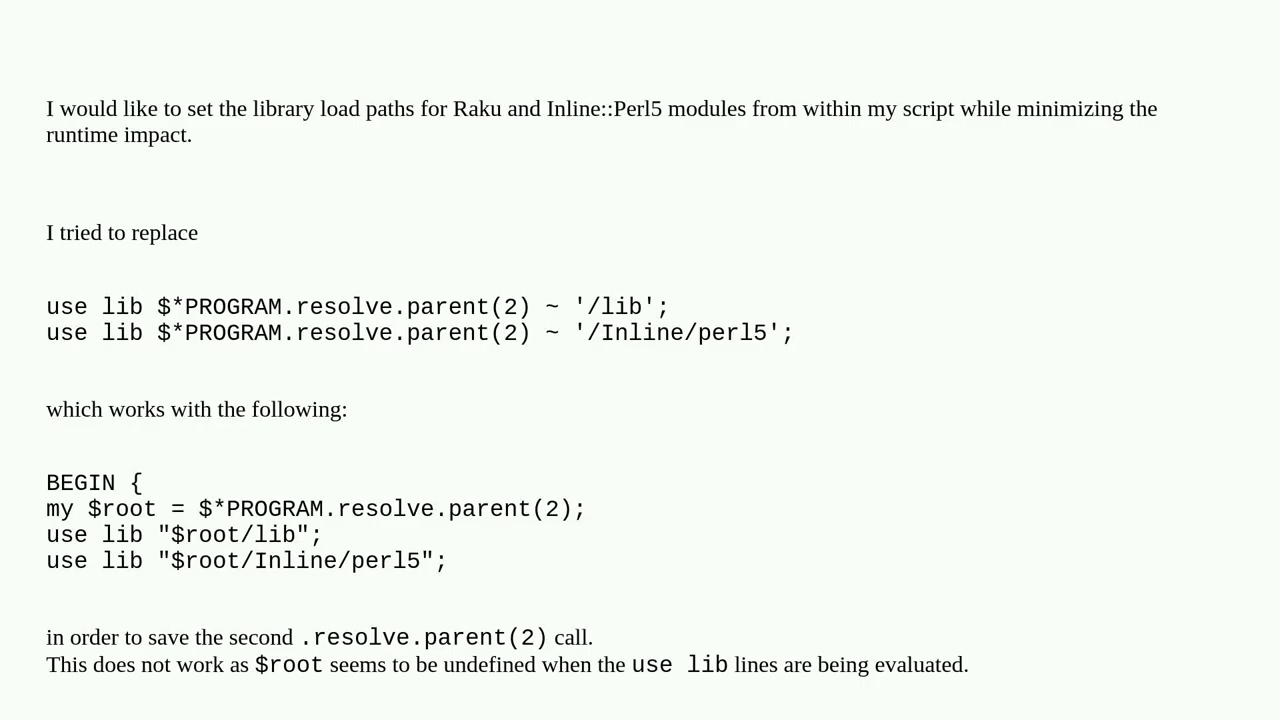 I would like to set the library load paths for Raku and Inline::Perl5 modules from within my script while minimizing the
runtime impact.
I tried to replace
use lib $*PROGRAM.resolve.parent(2) ~ '/lib';
use lib $*PROGRAM.resolve.parent(2) ~ '/Inline/perl5';
which works with the following:
BEGIN {
my $root = $*PROGRAM.resolve.parent(2);
use lib "$root/lib";
use lib "$root/Inline/perl5";
in order to save the second .resolve.parent(2) call.
This does not work as $root seems to be undefined when the use lib lines are being evaluated.